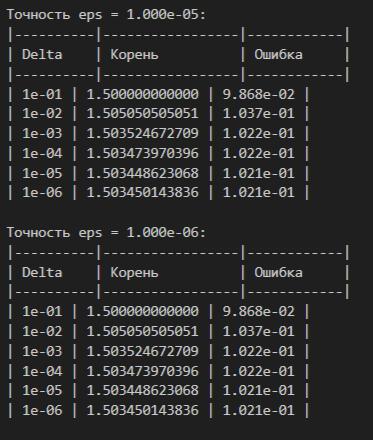 Точность eps = 1.000e-05:
|----------|-----------------|------------|
| Delta    | Корень          | Ошибка     |
|----------|-----------------|------------|
| 1e-01 | 1.500000000000 | 9.868e-02 |
| 1e-02 | 1.505050505051 | 1.037e-01 |
| 1e-03 | 1.503524672709 | 1.022e-01 |
| 1e-04 | 1.503473970396 | 1.022e-01 |
| 1e-05 | 1.503448623068 | 1.021e-01 |
| 1e-06 | 1.503450143836 | 1.021e-01 |

Точность eps = 1.000e-06:
|----------|-----------------|------------|
| Delta    | Корень          | Ошибка     |
|----------|-----------------|------------|
| 1e-01 | 1.500000000000 | 9.868e-02 |
| 1e-02 | 1.505050505051 | 1.037e-01 |
| 1e-03 | 1.503524672709 | 1.022e-01 |
| 1e-04 | 1.503473970396 | 1.022e-01 |
| 1e-05 | 1.503448623068 | 1.021e-01 |
| 1e-06 | 1.503450143836 | 1.021e-01 |